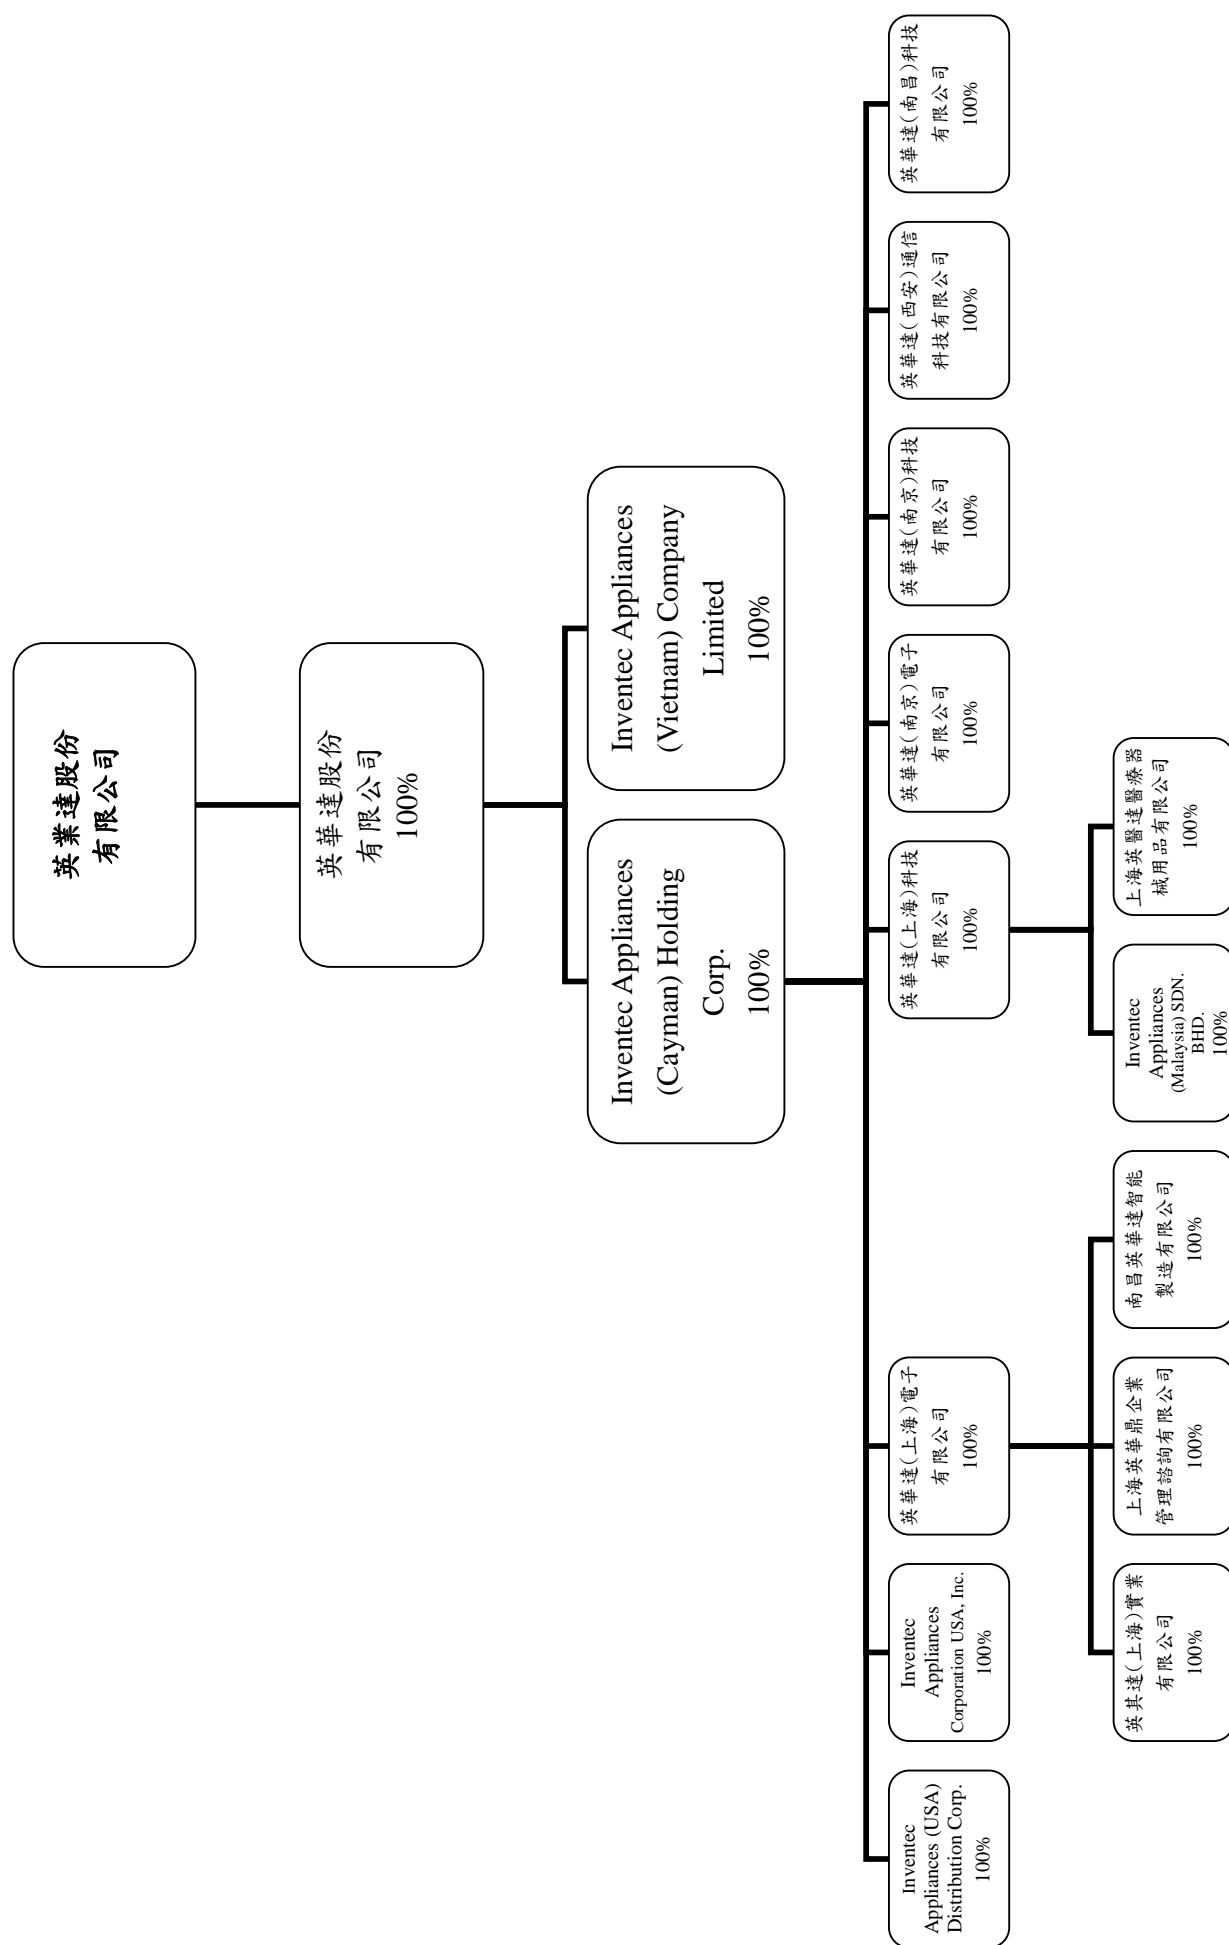 英業達股份
有限公司
英華達股份
有限公司
100%
Inventec Appliances
(Cayman) Holding
Corp.
100%
Inventec Appliances
(Vietnam) Company
Limited
100%
Inventec
Appliances (USA)
Distribution Corp.
100%
Inventec
Appliances
Corporation USA, Inc.
100%
英華達(上海)電子
有限公司
100%
英華達(上海)科技
有限公司
100%
英華達(南京)電子
有限公司
100%
英華達(南京)科技
有限公司
100%
英華達(西安)通信
科技有限公司
100%
英華達(南昌)科技
有限公司
100%
英其達(上海)實業
有限公司
100%
上海英華鼎企業
管理諮詢有限公司
100%
南昌英華達智能
製造有限公司
100%
Inventec
Appliances
(Malaysia) SDN.
BHD.
100%
上海英醫達醫療器
械用品有限公司
100%